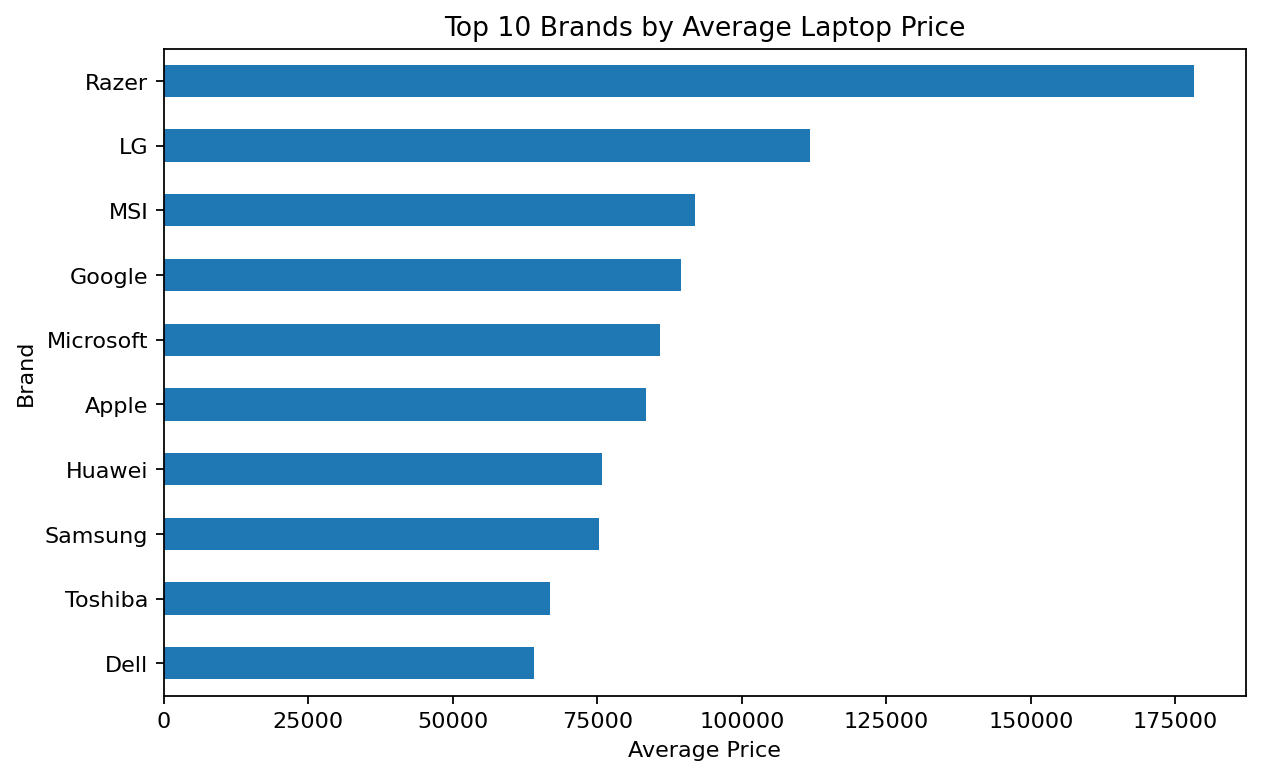 Top 10 Brands by Average Laptop Price
Razer
LG
MSI
Google
Microsoft
Apple
Huawei
Samsung
Toshiba
Dell
Brand
0 25000 50000 75000 100000 125000 150000 175000
Average Price